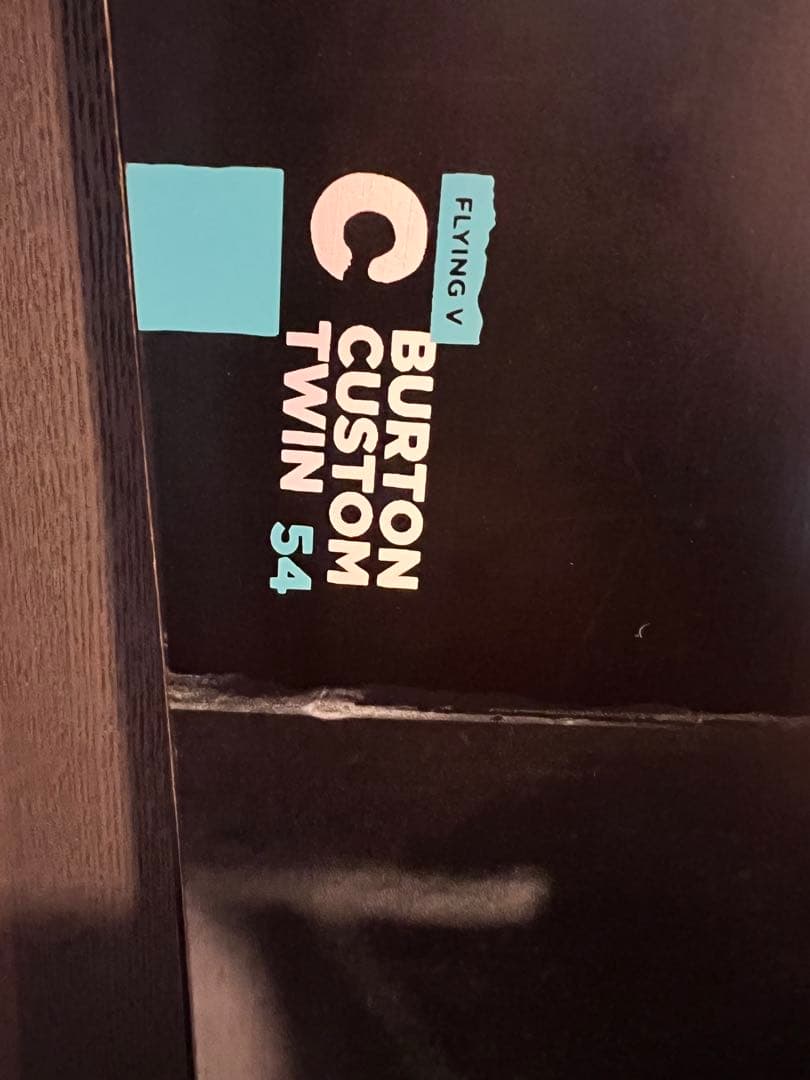 FLYING V
C
BURTON
CUSTOM
TWIN 54